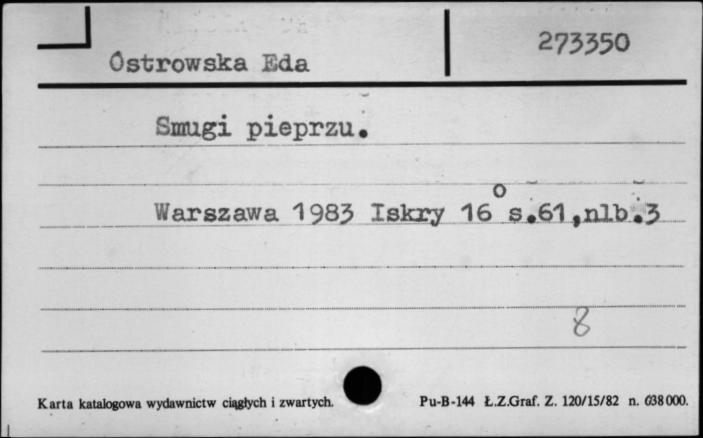 273350
Ostrowska Eda
Smugi pieprzu.
Warszawa 1983 Iskry 16° s.61,nlb.3
8
Karta katalogowa wydawnictw ciągłych i zwartych. Pu-B-144 Ł.Z.Graf. Z. 120/15/82 n. 638000.